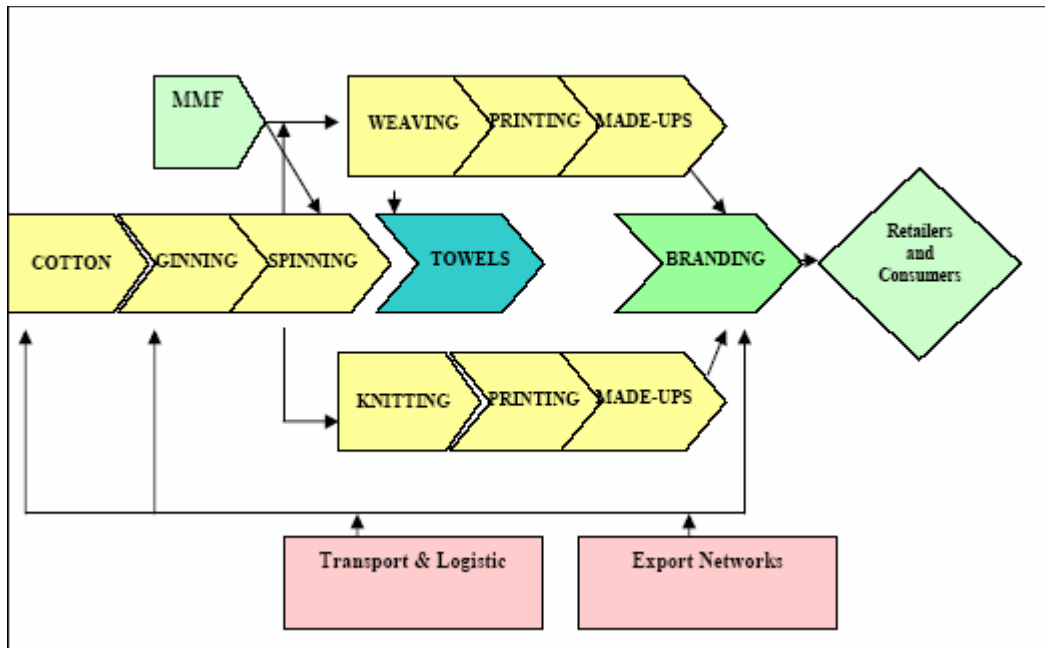 MMF
WEAVING
PRINTING
MADE-UPS
COTTON
GINNING
SPINNING
TOWELS
BRANDING
Retailers
and
Consumers
KNITTING
PRINTING
MADE-UPS
Transport & Logistic
Export Networks